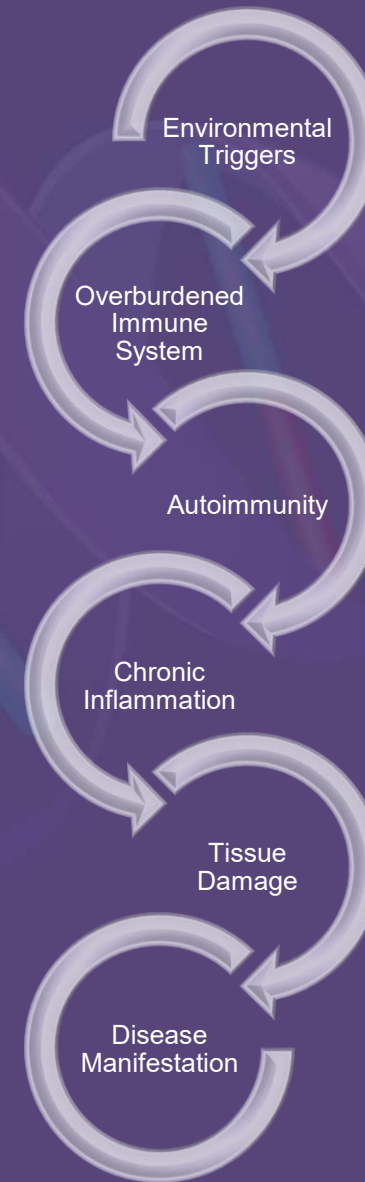 Environmental
Triggers
Overburdened
Immune
System
Autoimmunity
Chronic
Inflammation
Tissue
Damage
Disease
Manifestation